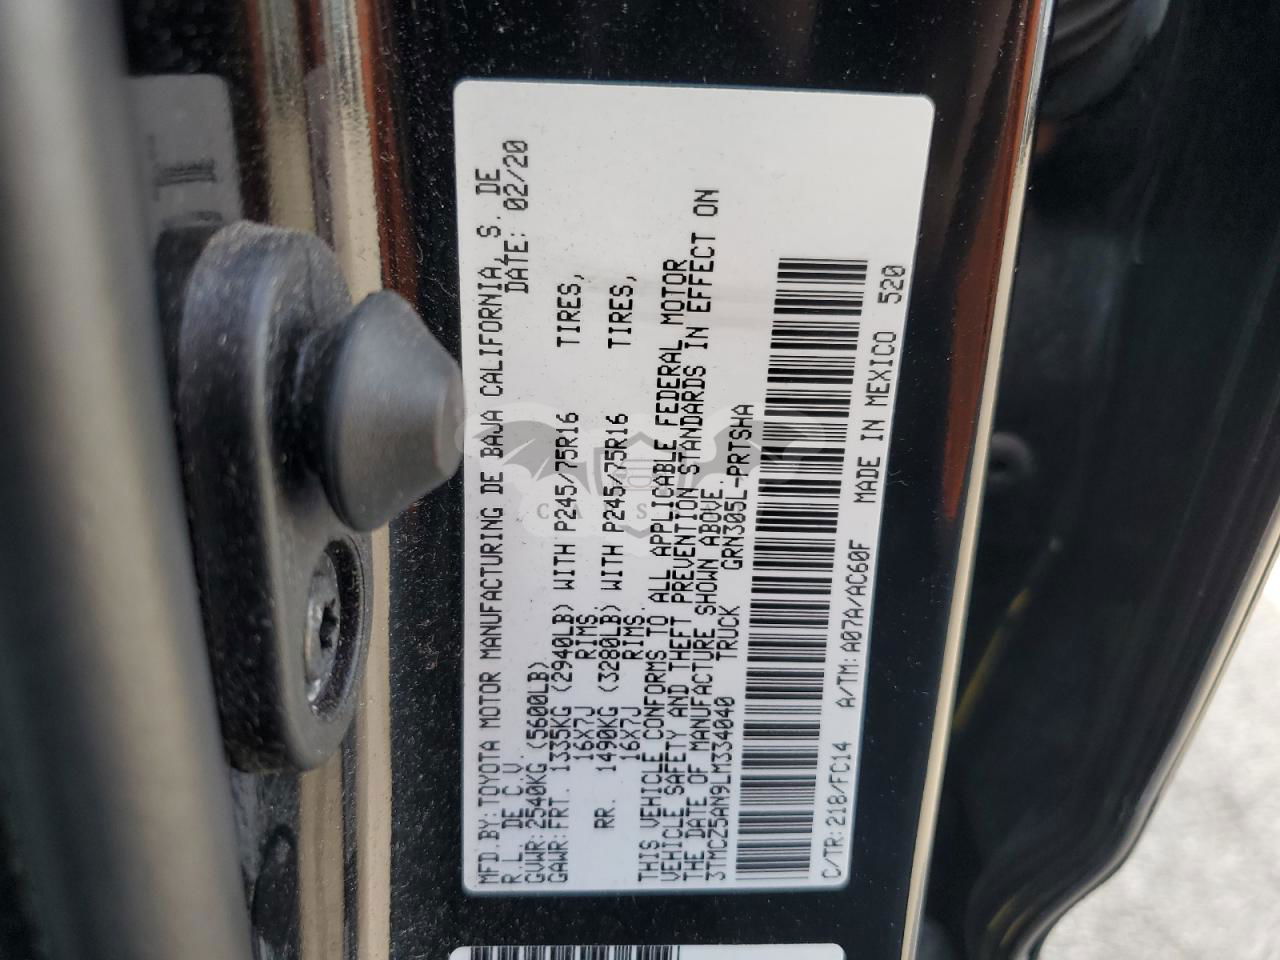 MFD.BY: TOYOTA MOTOR MANUFACTURING DE BAJA CALIFORNIA, S. DE
R.L. DE C.V. DATE: 02/20
GVWR: 2540KG (5600LB)
GAWR: FRT. 1335KG (2940LB) WITH P245/75R16 TIRES,
16X7J RIMS.
RR. 1490KG (3280LB) WITH P245/75R16 TIRES,
16X7J RIMS.
THIS VEHICLE CONFORMS TO ALL APPLICABLE FEDERAL MOTOR
VEHICLE SAFETY AND THEFT PREVENTION STANDARDS IN EFFECT ON
THE DATE OF MANUFACTURE SHOWN ABOVE
3TMCZ5AN9LM334040 TRUCK GRN305L-PRTSHA
C/TR: 218/FC14 A/TM: A07A/AC60F MADE IN MEXICO 520